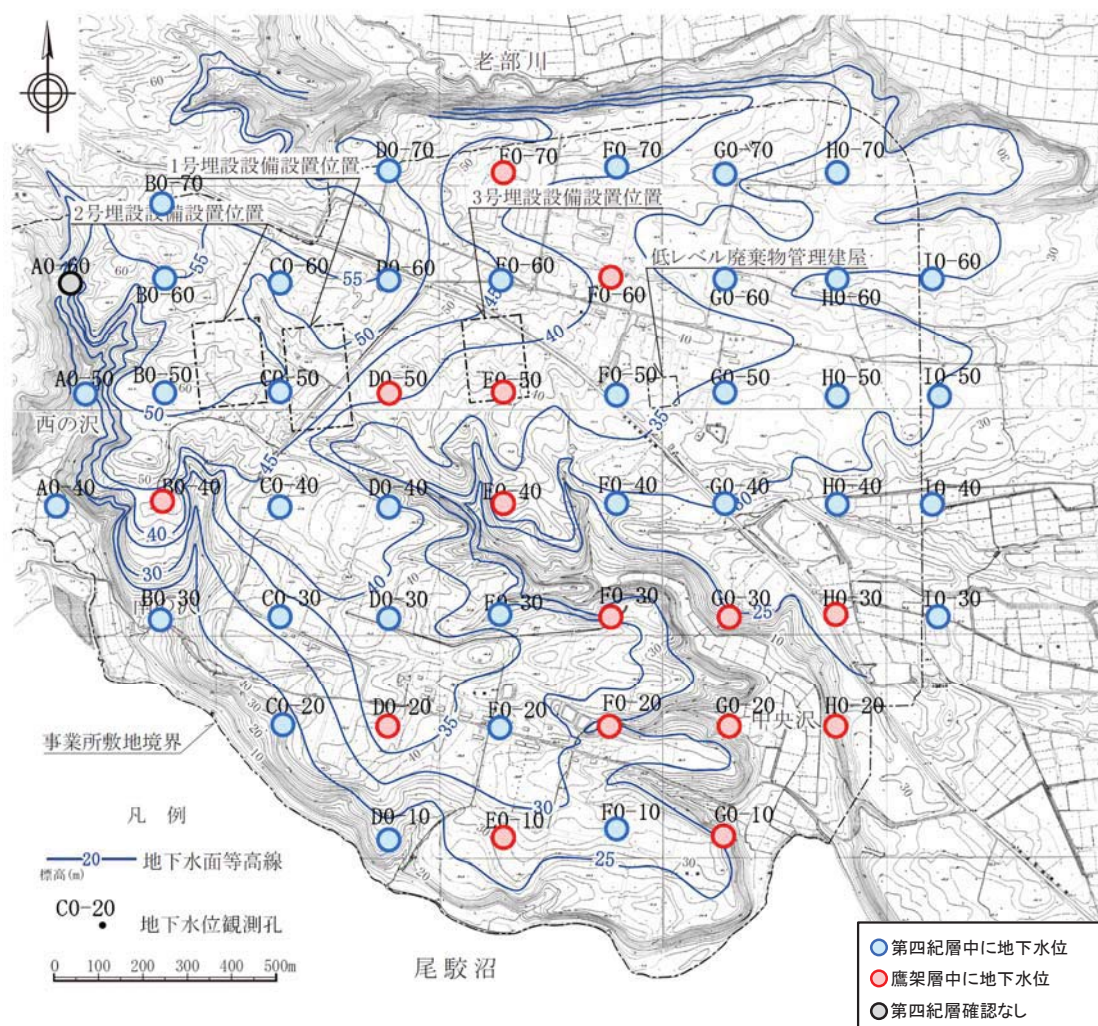 老部川
60
50
D0-70
E0-70
F0-70
G0-70
H0-70
30
1号埋設設備設置位置
B0-70
2号埋設設備設置位置
3号埋設設備設置位置
低レベル廃棄物管理建屋
A0-60
B0-60
C0-60
D0-60
E0-60
F0-60
G0-60
H0-60
I0-60
55
55
50
45
40
A0-50
B0-50
C0-50
D0-50
E0-50
F0-50
G0-50
H0-50
I0-50
西の沢
50
35
45
A0-40
B0-40
C0-40
D0-40
E0-40
F0-40
G0-40
H0-40
I0-40
40
30
40
B0-30
C0-30
D0-30
E0-30
F0-30
G0-30
H0-30
I0-30
25
C0-20
D0-20
E0-20
F0-20
G0-20
中央沢
H0-20
35
事業所敷地境界
30
D0-10
E0-10
F0-10
G0-10
25
凡 例
20 地下水面等高線
標高(m)
C0-20
地下水位観測孔
0 100 200 300 400 500m
尾駮沼
第四紀層中に地下水位
鷹架層中に地下水位
第四紀層確認なし